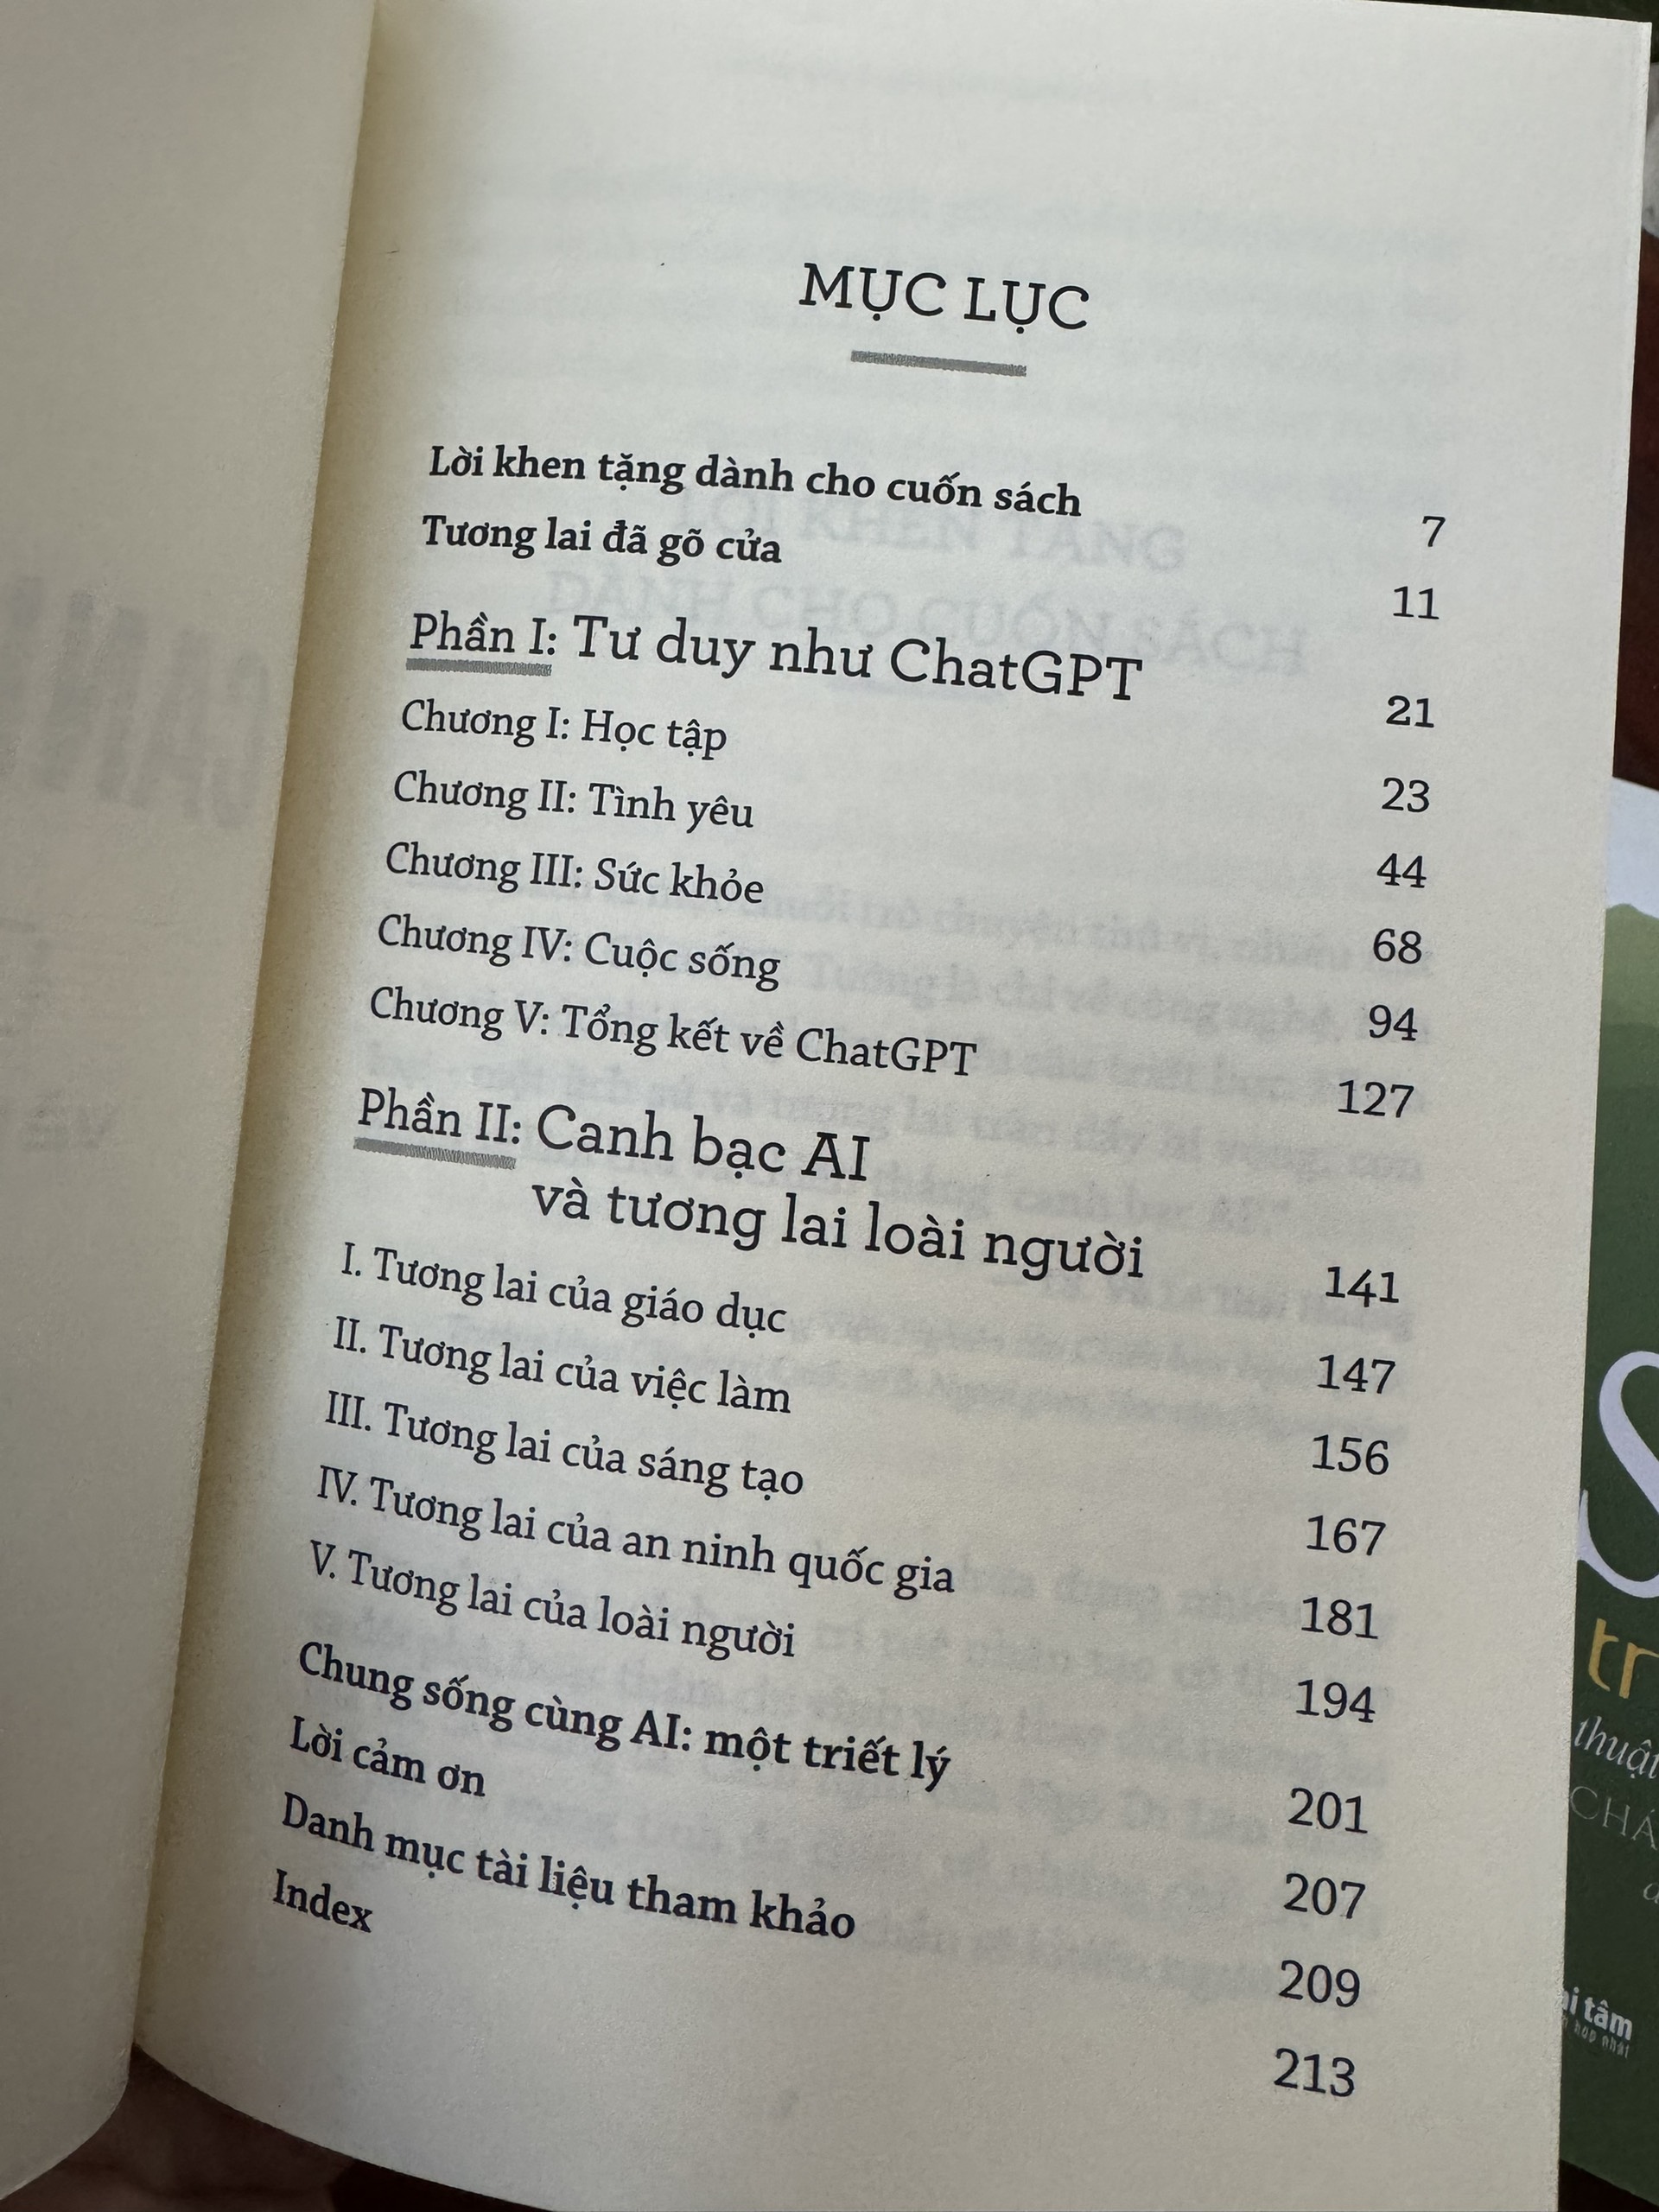 MỤC LỤC
Lời khen tặng dành cho cuốn sách 7
Tương lai đã gõ cửa 11
Phần I: Tư duy như ChatGPT 21
Chương I: Học tập 23
Chương II: Tình yêu 44
Chương III: Sức khỏe 68
Chương IV: Cuộc sống 94
Chương V: Tổng kết về ChatGPT 127
Phần II: Canh bạc AI
và tương lai loài người 141
I. Tương lai của giáo dục 147
II. Tương lai của việc làm 156
III. Tương lai của sáng tạo 167
IV. Tương lai của an ninh quốc gia 181
V. Tương lai của loài người 194
Chung sống cùng AI: một triết lý 201
Lời cảm ơn 207
Danh mục tài liệu tham khảo 209
Index 213
S
tr
thuật
CHÁ
tâm